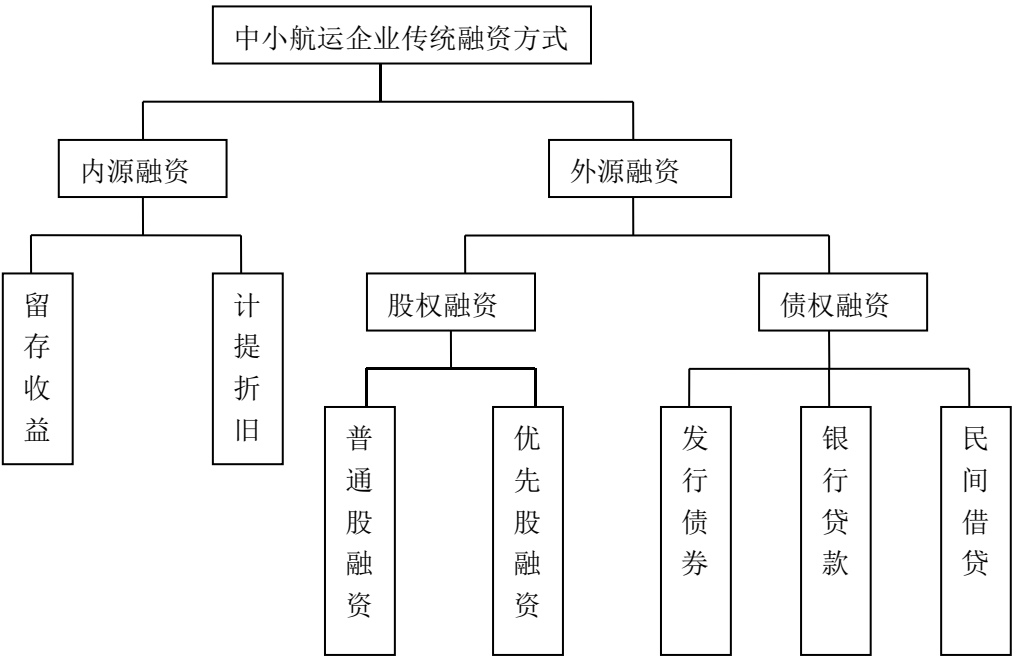 中小航运企业传统融资方式
内源融资
外源融资
留存收益
计提折旧
股权融资
债权融资
普通股融资
优先股融资
发行债券
银行贷款
民间借贷